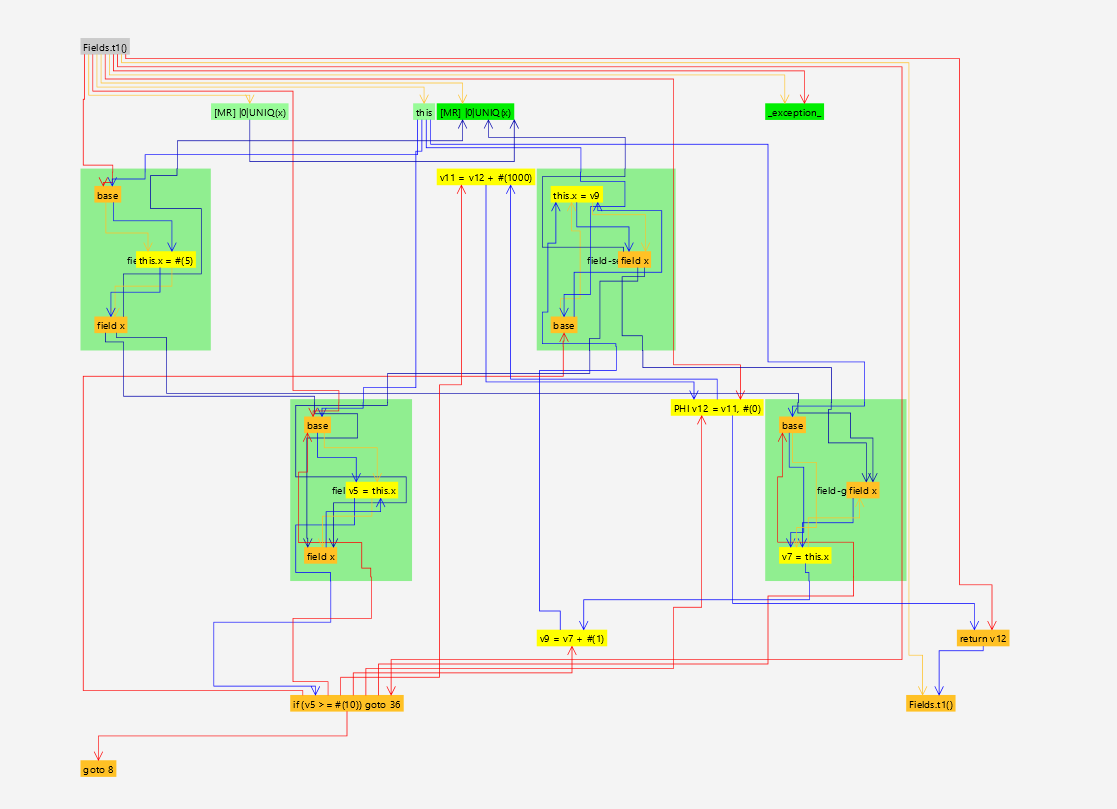 Fields.t1()
[MR] |0|UNIQ(x)
this
[MR] |0|UNIQ(x)
_exception_
base
v11 = v12 + #(1000)
this.x = v9
this.x = #(5)
field-s
field x
field x
base
PHI v12 = v11, #(0)
base
base
v5 = this.x
field-g
field x
field x
v7 = this.x
v9 = v7 + #(1)
return v12
if (v5 >= #(10)) goto 36
Fields.t1()
goto 8